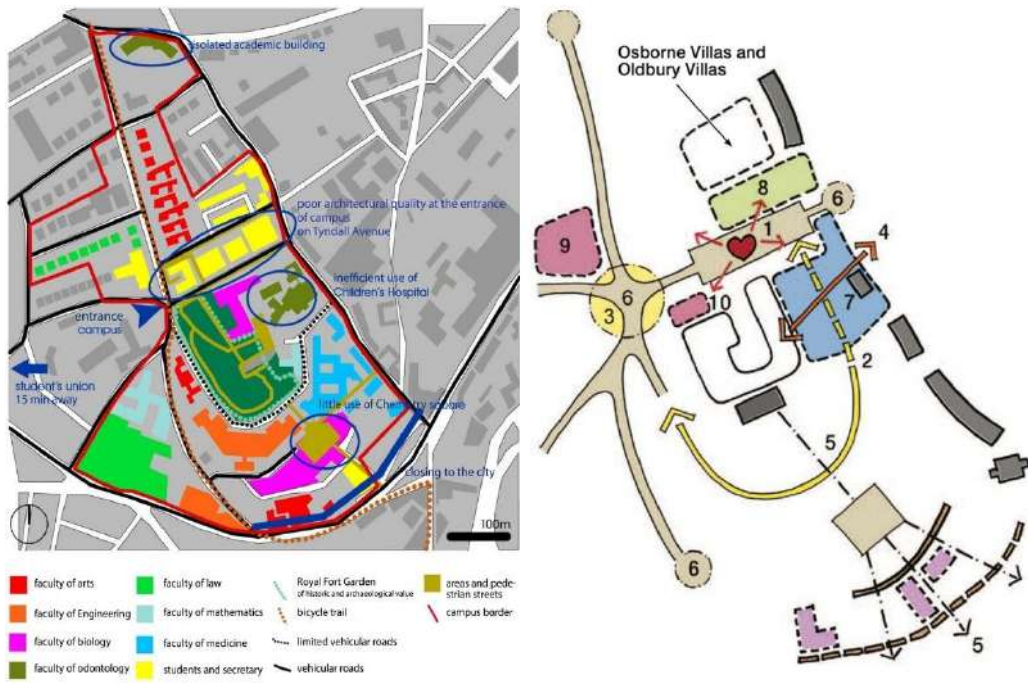 isolated academic building
poor architectural quality at the entrance
of campus
on Tyndall Avenue
inefficient use of
Children's Hospital
entrance
campus
student's union
15 min away
little use of Chemistry square
closing to the city
100m
faculty of arts
faculty of Engineering
faculty of biology
faculty of odontology
faculty of law
faculty of mathematics
faculty of medicine
students and secretary
Royal Fort Garden
of historic and archaeological value
bicycle trail
limited vehicular roads
vehicular roads
areas and pede-
strian streets
campus border
Osborne Villas and
Oldbury Villas
8
6
1
4
9
6
3
10
7
2
5
6
5